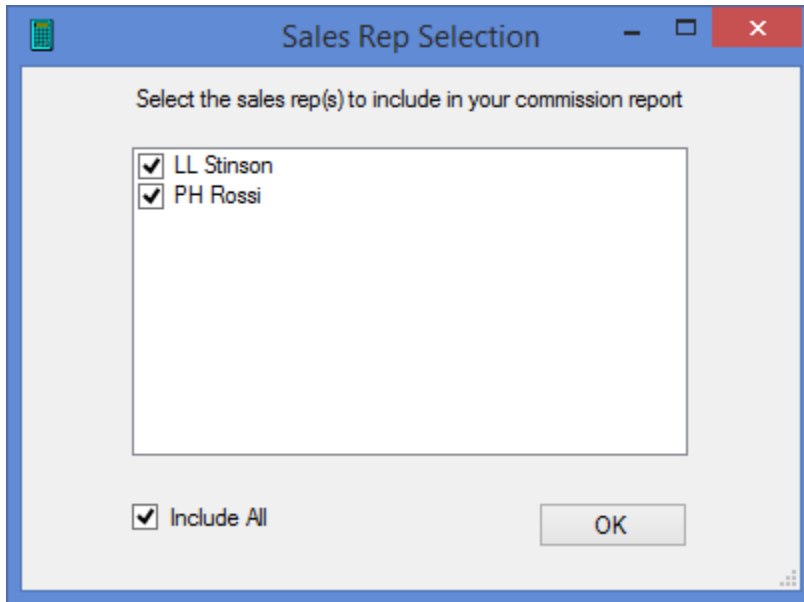 Sales Rep Selection
Select the sales rep(s) to include in your commission report
LL Stinson
PH Rossi
Include All
OK